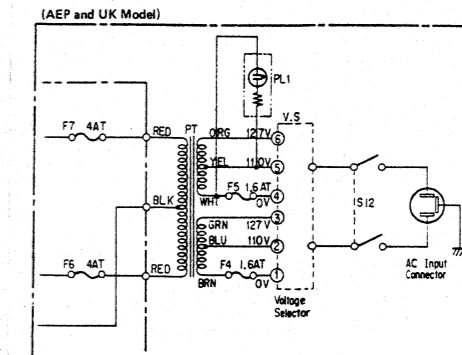 (AEP and UK Model)
PL1
V.S
F7 4AT
RED
PT
ORG 127V 6
YEL 110V 5
F5 1.6AT
WHT 0V 4
BLK
GRN 127V 3
BLU 110V 2
F6 4AT
RED
F4 1.6AT
BRN 0V 1
S12
AC Input
Connector
Voltage
Selector